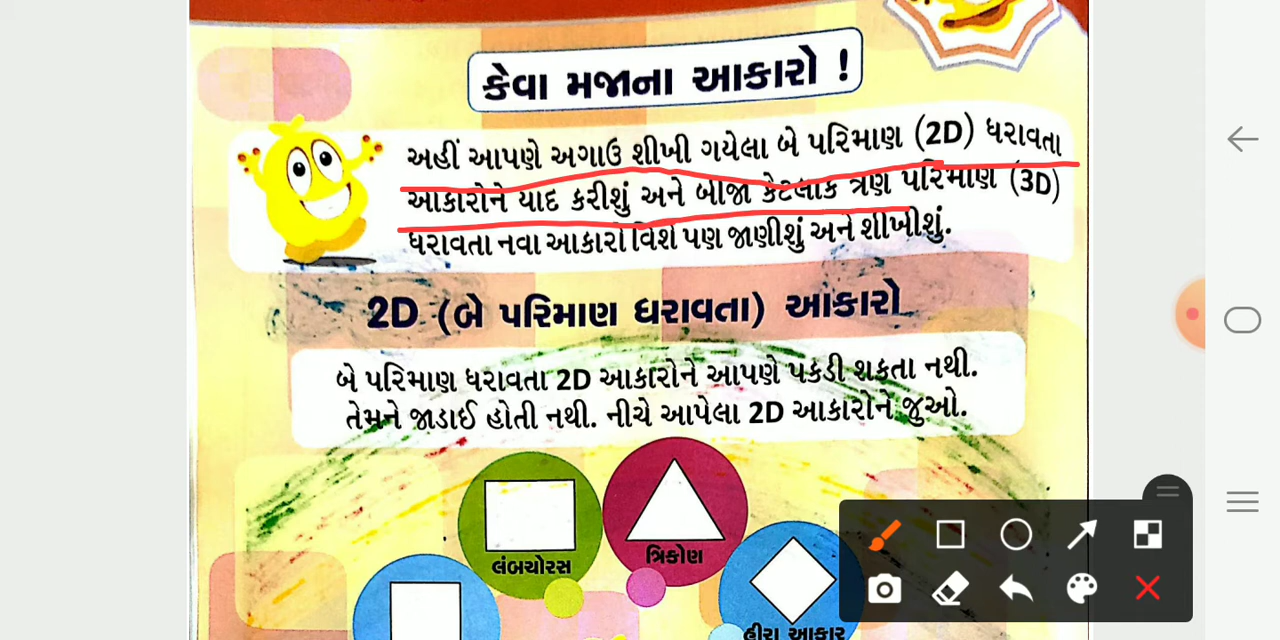 કેવા મજાના આકારો !
અહીં આપણે અગાઉ શીખી ગયેલા બે પરિમાણ (2D) ધરાવતા
આકારોને યાદ કરીશું અને બીજા કેટલાક ત્રણ પરિમાણ (3D)
ધરાવતા નવા આકારો વિશે પણ જાણીશું અને શીખીશું.
2D (બે પરિમાણ ધરાવતા) આકારો
બે પરિમાણ ધરાવતા 2D આકારોને આપણે પકડી શકતા નથી.
તેમને જાડાઈ હોતી નથી. નીચે આપેલા 2D આકારોને જુઓ.
લંબચોરસ
ત્રિકોણ
હીરા આકાર